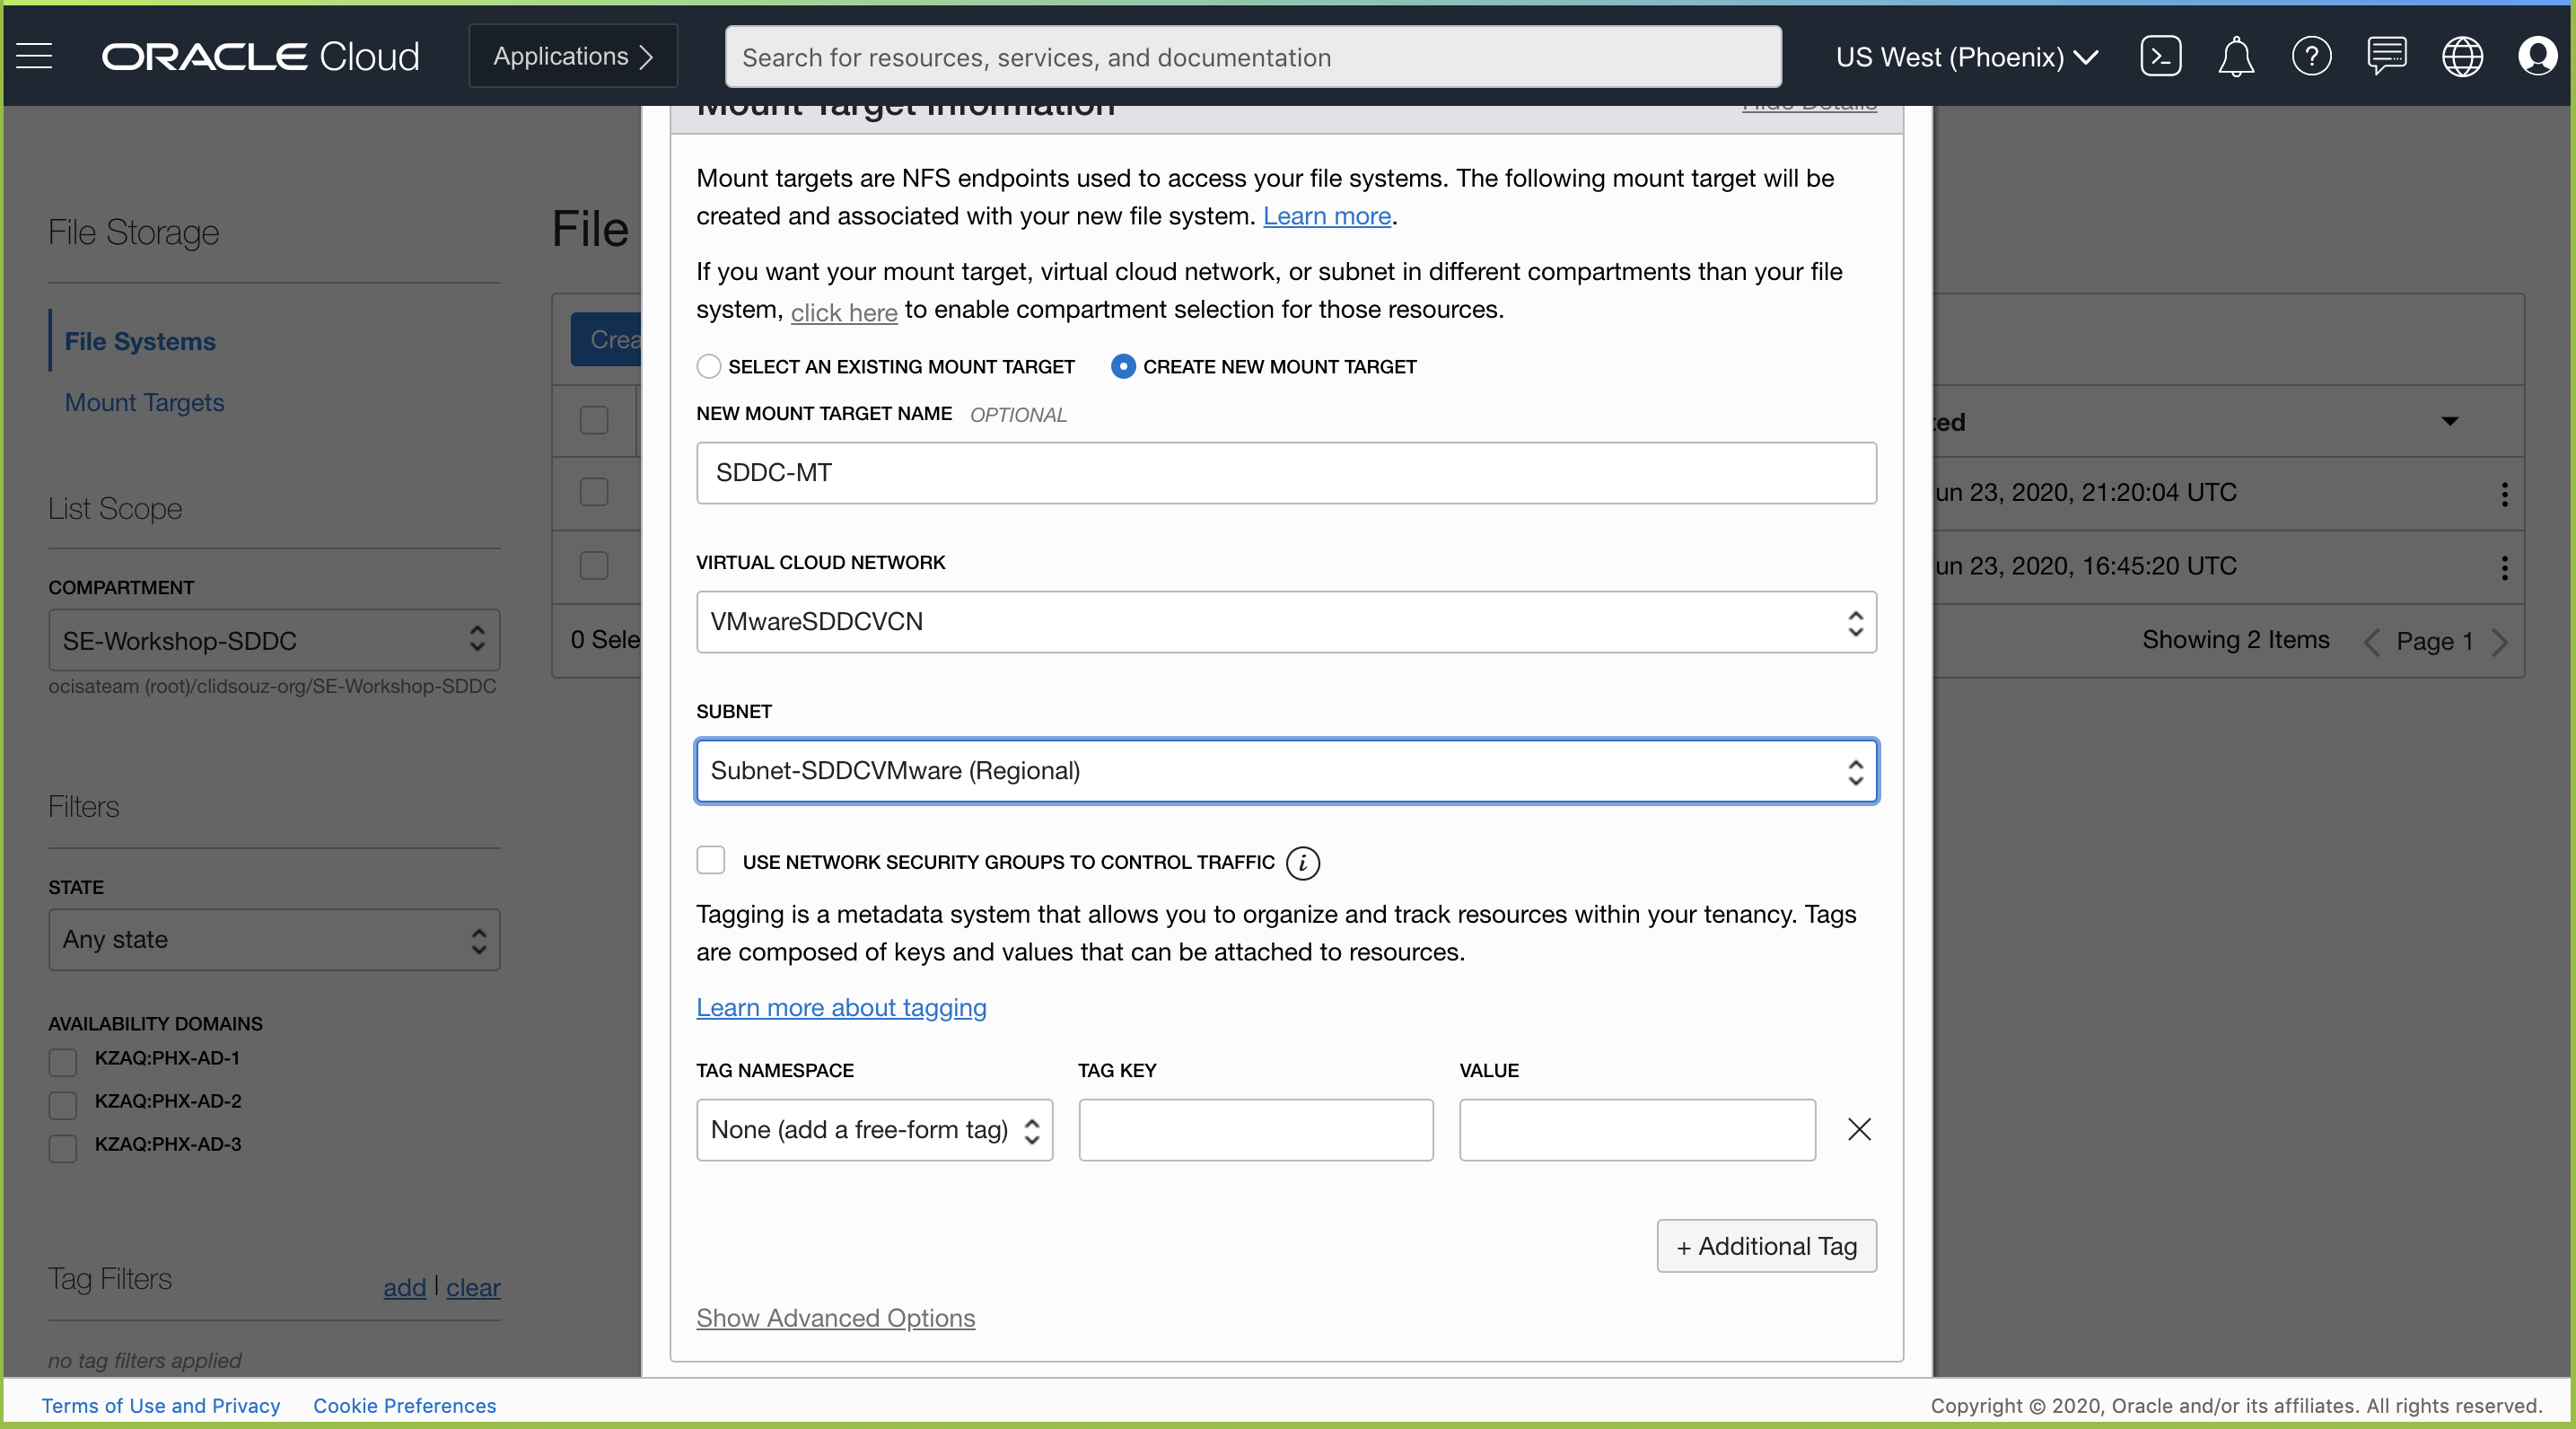 ORACLE Cloud
Applications
Search for resources, services, and documentation
US West (Phoenix)
Mount Target Information
Hide Details
File Storage
File Systems
Mount Targets
List Scope
COMPARTMENT
SE-Workshop-SDDC
ocisateam (root)/clidsouz-org/SE-Workshop-SDDC
Filters
STATE
Any state
AVAILABILITY DOMAINS
KZAQ:PHX-AD-1
KZAQ:PHX-AD-2
KZAQ:PHX-AD-3
Tag Filters
add | clear
no tag filters applied
File
Crea
0 Sele
Mount targets are NFS endpoints used to access your file systems. The following mount target will be
created and associated with your new file system. Learn more.
If you want your mount target, virtual cloud network, or subnet in different compartments than your file
system, click here to enable compartment selection for those resources.
SELECT AN EXISTING MOUNT TARGET
CREATE NEW MOUNT TARGET
NEW MOUNT TARGET NAME OPTIONAL
SDDC-MT
VIRTUAL CLOUD NETWORK
VMwareSDDCVCN
SUBNET
Subnet-SDDCVMware (Regional)
USE NETWORK SECURITY GROUPS TO CONTROL TRAFFIC i
Tagging is a metadata system that allows you to organize and track resources within your tenancy. Tags
are composed of keys and values that can be attached to resources.
Learn more about tagging
TAG NAMESPACE
TAG KEY
VALUE
None (add a free-form tag)
+ Additional Tag
Show Advanced Options
ted
un 23, 2020, 21:20:04 UTC
un 23, 2020, 16:45:20 UTC
Showing 2 Items
Page 1
Terms of Use and Privacy
Cookie Preferences
Copyright © 2020, Oracle and/or its affiliates. All rights reserved.